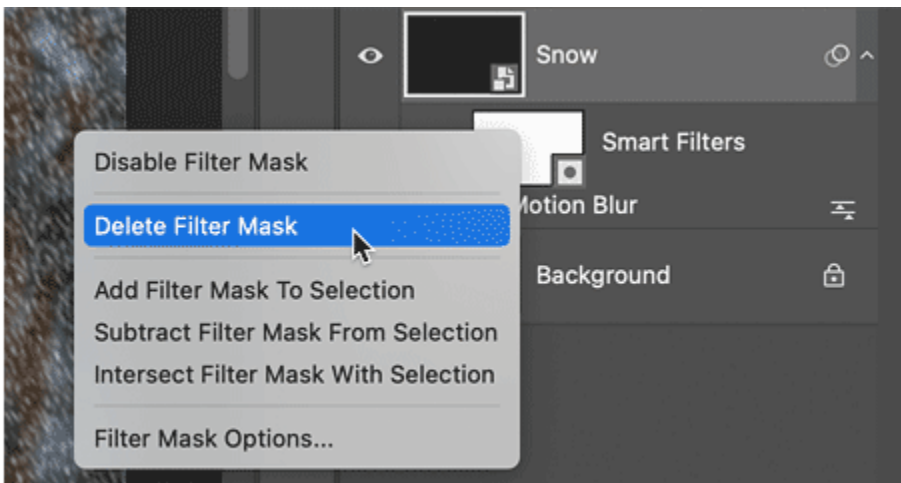 Snow
Smart Filters
Motion Blur
Background
Disable Filter Mask
Delete Filter Mask
Add Filter Mask To Selection
Subtract Filter Mask From Selection
Intersect Filter Mask With Selection
Filter Mask Options...